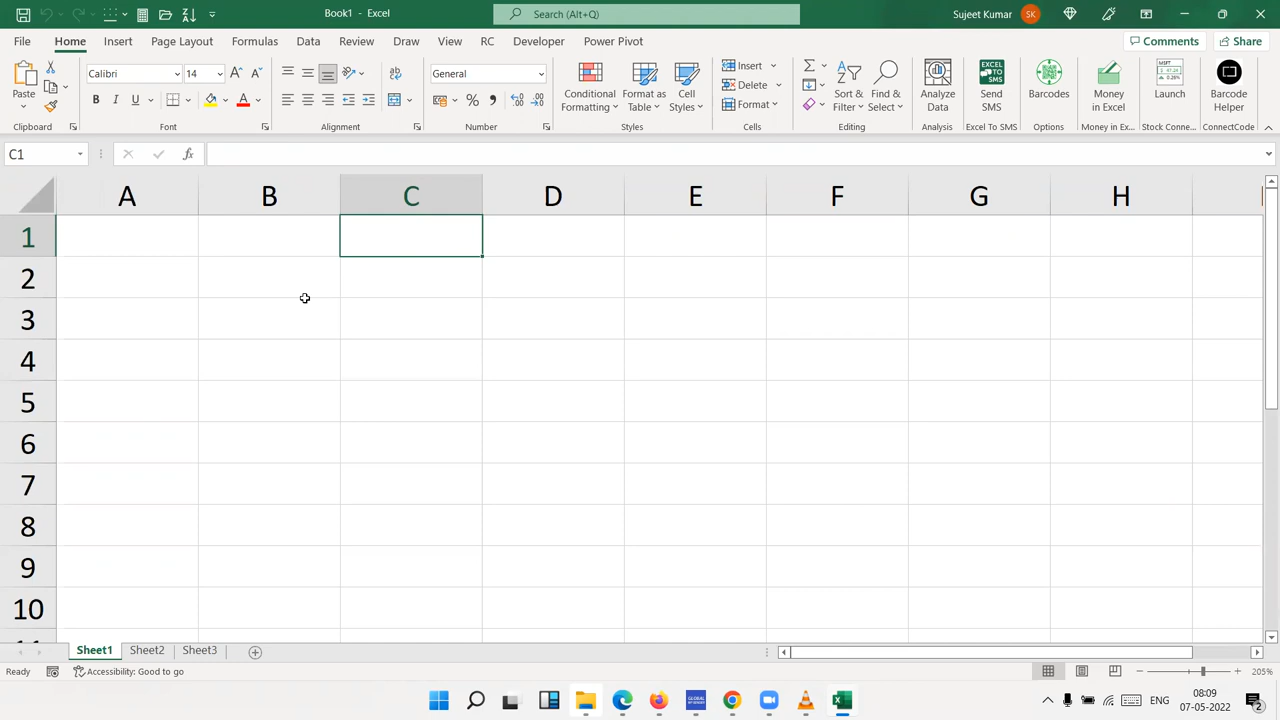 Book1 - Excel
Search (Alt+Q)
Sujeet Kumar
SK
File
Home
Insert
Page Layout
Formulas
Data
Review
Draw
View
RC
Developer
Power Pivot
Comments
Share
Paste
Calibri
14
General
Conditional Formatting
Format as Table
Cell Styles
Insert
Delete
Format
Sort & Filter
Find & Select
Analyze Data
Send SMS
Barcodes
Money in Excel
Launch
Barcode Helper
Clipboard
Font
Alignment
Number
Styles
Cells
Editing
Analysis
Excel To SMS
Options
Money in Ex...
Stock Conne...
ConnectCode
C1
fx
A B C D E F G H
1
2
3
4
5
6
7
8
9
10
Sheet1
Sheet2
Sheet3
Ready
Accessibility: Good to go
205%
ENG
08:09
07-05-2022
2